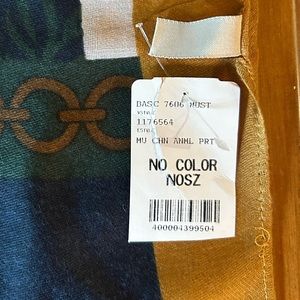 BASC 7606 MUST
1176564
MU CHN ANML PRT
NO COLOR
NOSZ
400004399504